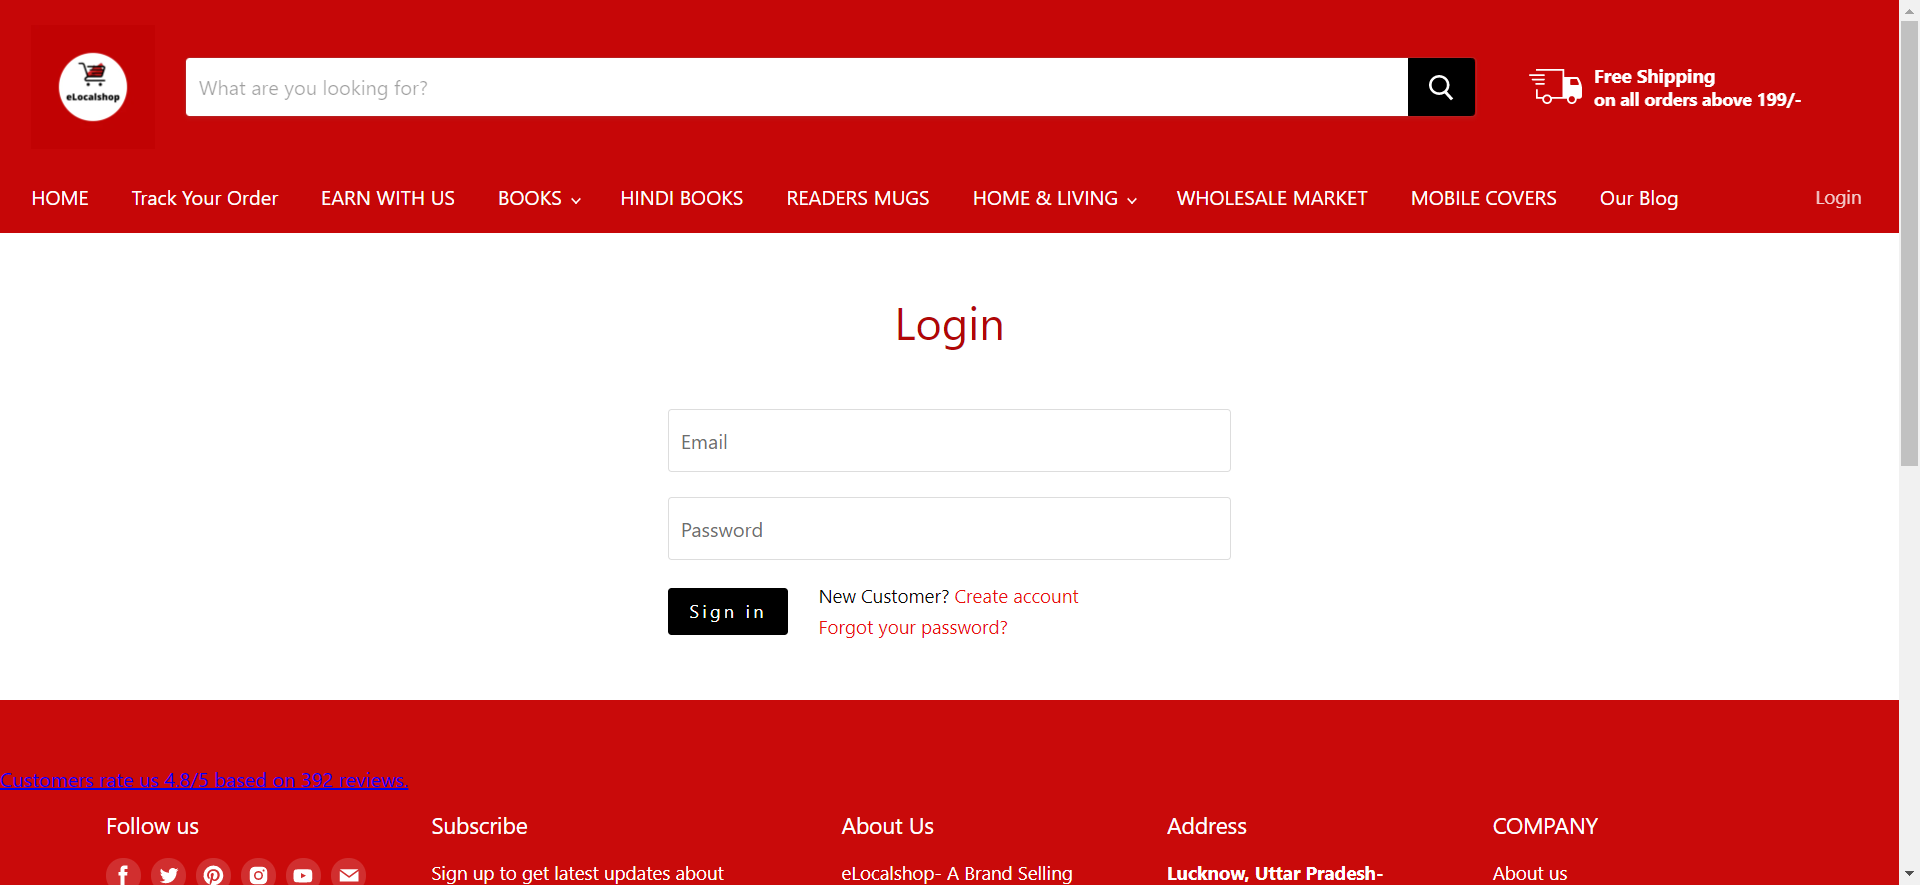 eLocalshop
What are you looking for?
Free Shipping
on all orders above 199/-
HOME
Track Your Order
EARN WITH US
BOOKS
HINDI BOOKS
READERS MUGS
HOME & LIVING
WHOLESALE MARKET
MOBILE COVERS
Our Blog
Login
Login
Email
Password
Sign in
New Customer? Create account
Forgot your password?
Customers rate us 4.8/5 based on 392 reviews.
Follow us
Subscribe
Sign up to get latest updates about
About Us
eLocalshop- A Brand Selling
Address
Lucknow, Uttar Pradesh-
COMPANY
About us